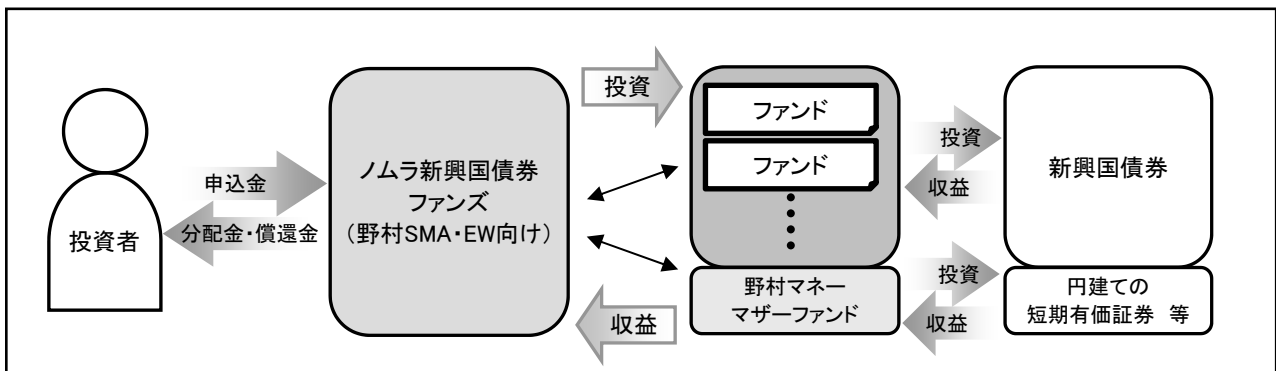 投資者
申込金
分配金・償還金
ノムラ新興国債券
ファンズ
（野村SMA・EW向け）
投資
収益
ファンド
ファンド
野村マネー
マザーファンド
投資
収益
投資
収益
新興国債券
円建ての
短期有価証券　等